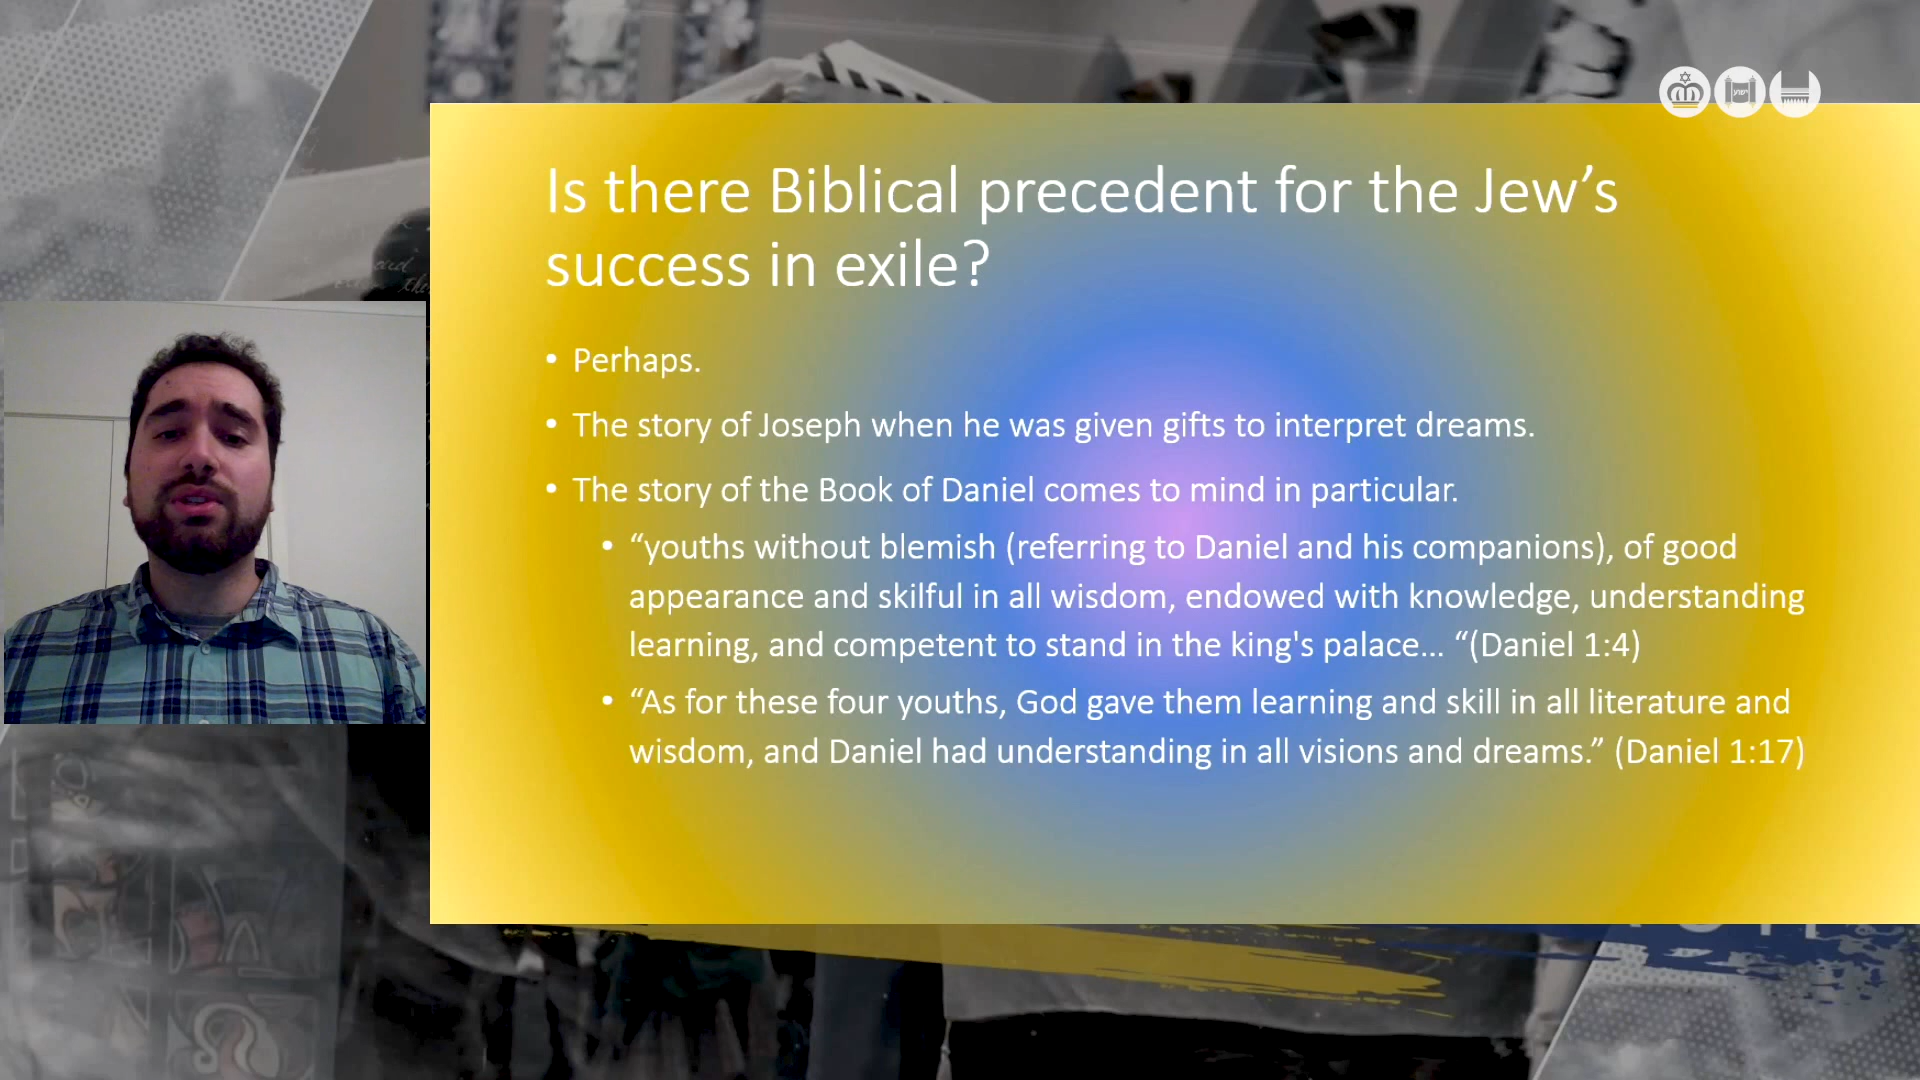 Is there Biblical precedent for the Jew’s
success in exile?
• Perhaps.
• The story of Joseph when he was given gifts to interpret dreams.
• The story of the Book of Daniel comes to mind in particular.
• “youths without blemish (referring to Daniel and his companions), of good
appearance and skilful in all wisdom, endowed with knowledge, understanding
learning, and competent to stand in the king's palace... “(Daniel 1:4)
• “As for these four youths, God gave them learning and skill in all literature and
wisdom, and Daniel had understanding in all visions and dreams.” (Daniel 1:17)